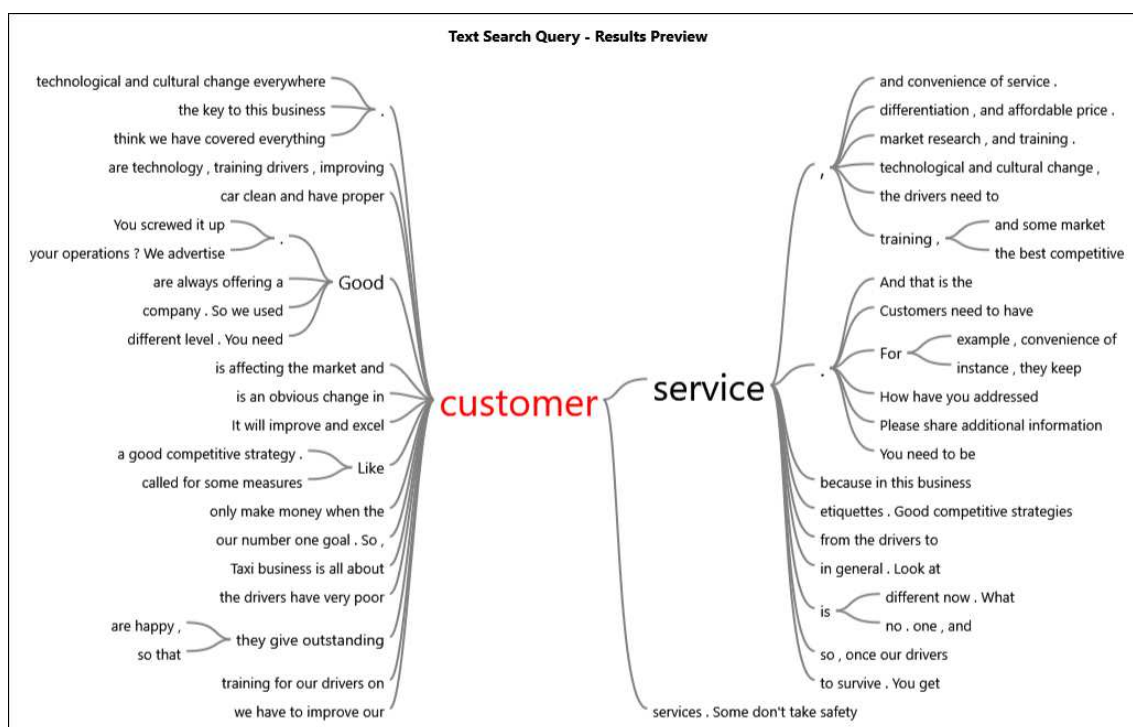 Text Search Query - Results Preview
technological and cultural change everywhere
the key to this business
think we have covered everything
.
are technology , training drivers , improving
car clean and have proper
You screwed it up
your operations ? We advertise
.
are always offering a
company . So we used
different level . You need
Good
is affecting the market and
is an obvious change in
It will improve and excel
a good competitive strategy .
called for some measures
Like
only make money when the
our number one goal . So ,
Taxi business is all about
the drivers have very poor
are happy ,
so that
they give outstanding
training for our drivers on
we have to improve our
customer
service
,
and convenience of service .
differentiation , and affordable price .
market research , and training .
technological and cultural change ,
the drivers need to
training ,
and some market
the best competitive
.
And that is the
Customers need to have
For
example , convenience of
instance , they keep
How have you addressed
Please share additional information
You need to be
because in this business
etiquettes . Good competitive strategies
from the drivers to
in general . Look at
is
different now . What
no . one , and
so , once our drivers
to survive . You get
services . Some don't take safety